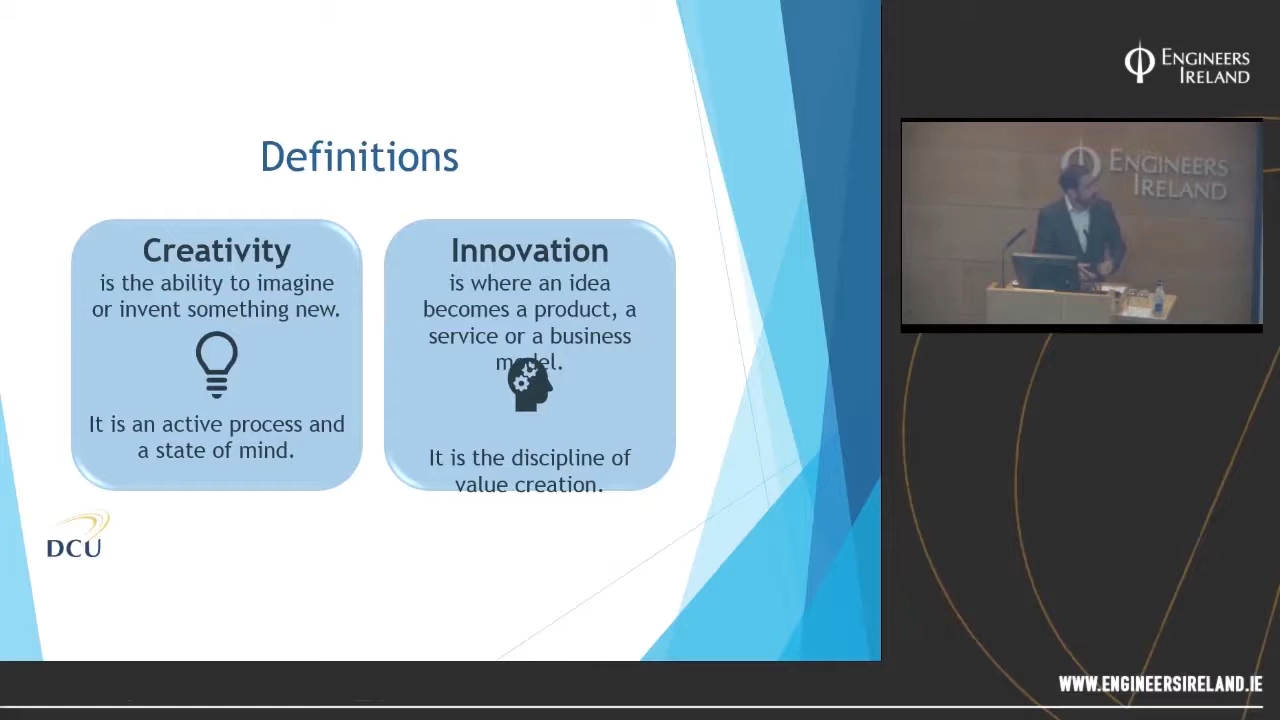 Definitions
Creativity
is the ability to imagine
or invent something new.
It is an active process and
a state of mind.
Innovation
is where an idea
becomes a product, a
service or a business
model.
It is the discipline of
value creation.
DCU
ENGINEERS
IRELAND
ENGINEERS
IRELAND
WWW.ENGINEERSIRELAND.IE